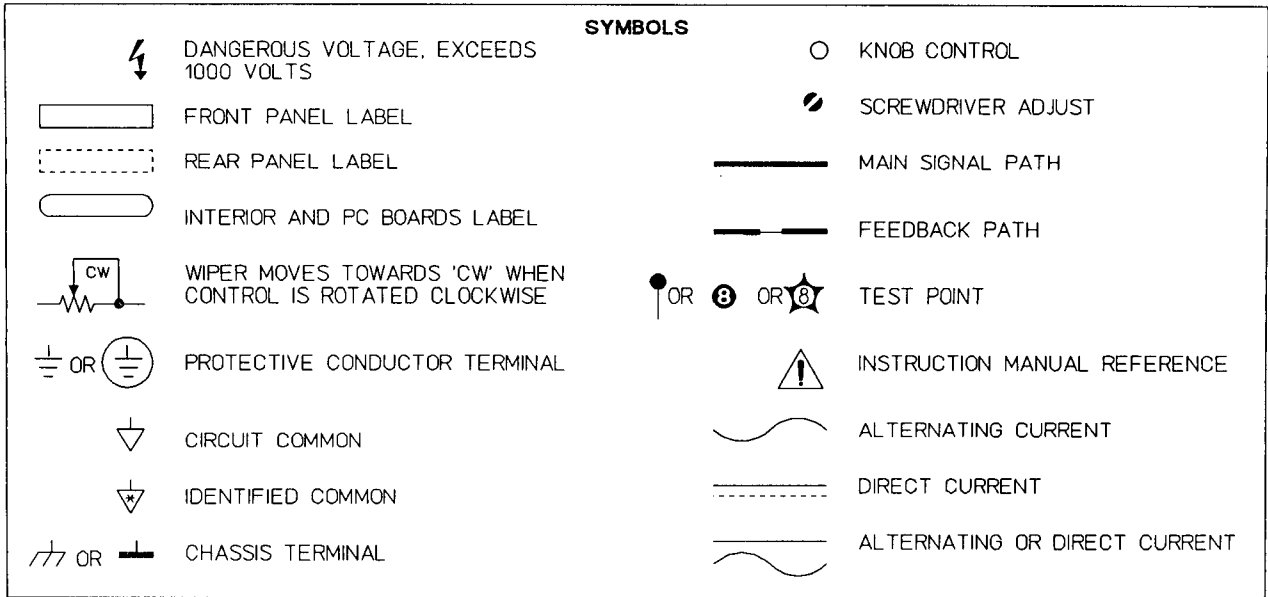 SYMBOLS
DANGEROUS VOLTAGE, EXCEEDS
1000 VOLTS
FRONT PANEL LABEL
REAR PANEL LABEL
INTERIOR AND PC BOARDS LABEL
CW
WIPER MOVES TOWARDS 'CW' WHEN
CONTROL IS ROTATED CLOCKWISE
OR
PROTECTIVE CONDUCTOR TERMINAL
CIRCUIT COMMON
*
IDENTIFIED COMMON
OR
CHASSIS TERMINAL
KNOB CONTROL
SCREWDRIVER ADJUST
MAIN SIGNAL PATH
FEEDBACK PATH
OR 8 OR 8 TEST POINT
! INSTRUCTION MANUAL REFERENCE
ALTERNATING CURRENT
DIRECT CURRENT
ALTERNATING OR DIRECT CURRENT